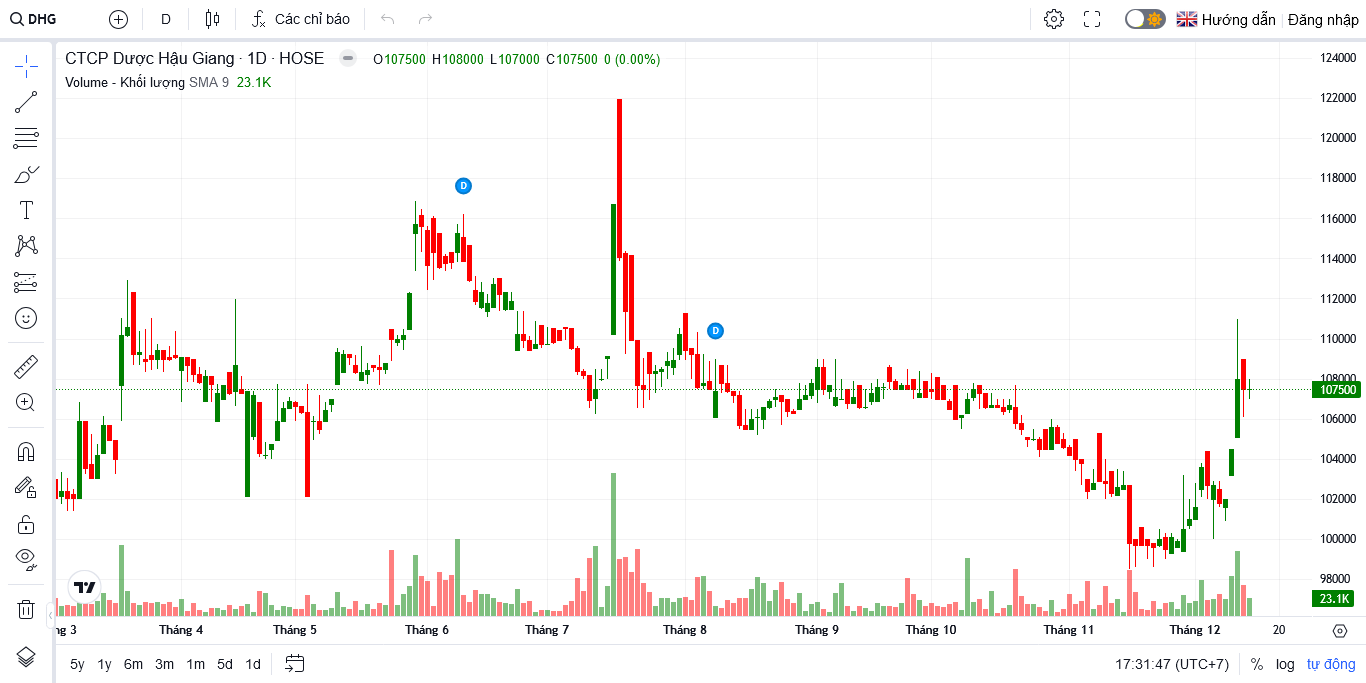 DHG D Các chỉ báo Hướng dẫn Đăng nhập
CTCP Dược Hậu Giang · 1D · HOSE O107500 H108000 L107000 C107500 0 (0.00%)
Volume - Khối lượng SMA 9 23.1K
D
D
124000
122000
120000
118000
116000
114000
112000
110000
108000
107500
106000
104000
102000
100000
98000
23.1K
ng 3 Tháng 4 Tháng 5 Tháng 6 Tháng 7 Tháng 8 Tháng 9 Tháng 10 Tháng 11 Tháng 12 20
5y 1y 6m 3m 1m 5d 1d 17:31:47 (UTC+7) % log tự động